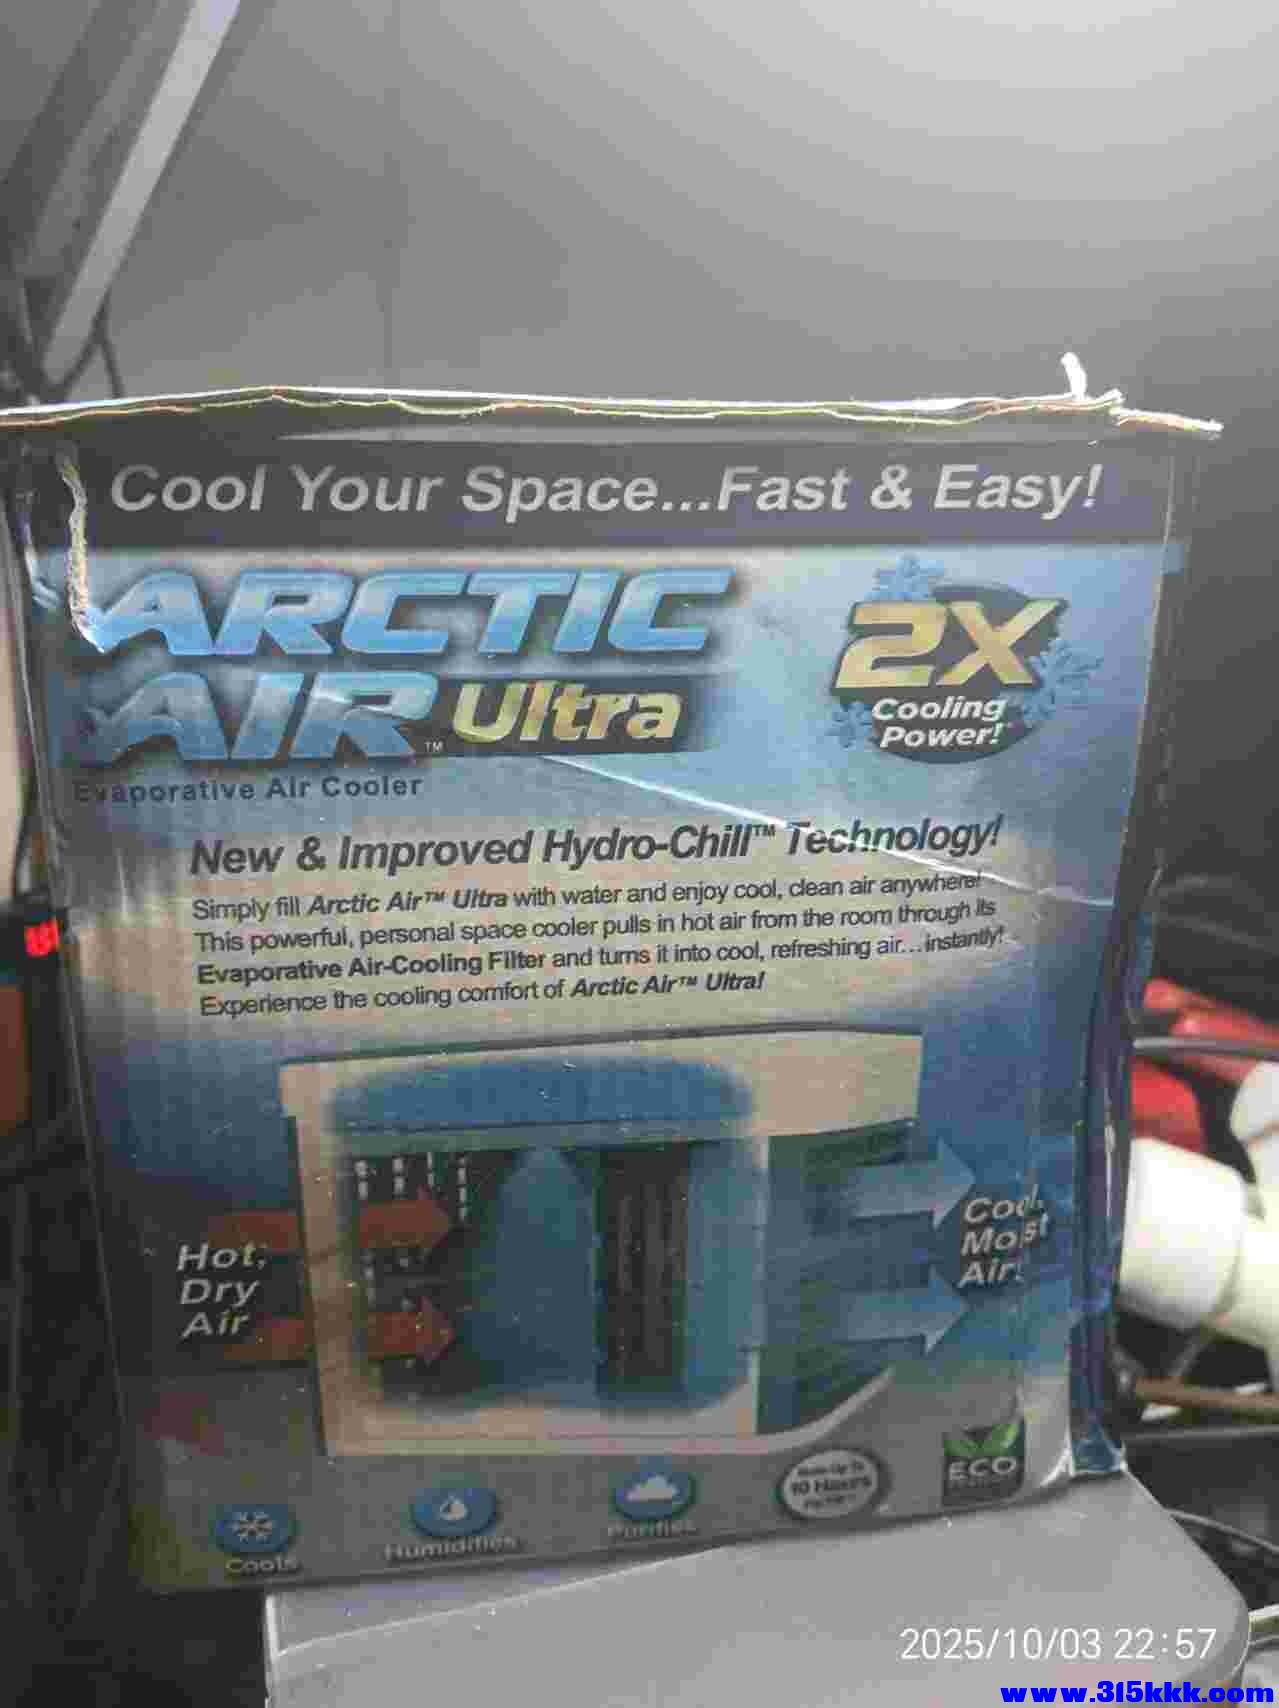 Cool Your Space...Fast & Easy!
ARCTIC
AIR™ Ultra
2X
Cooling
Power!
Evaporative Air Cooler
New & Improved Hydro-Chill™ Technology!
Simply fill Arctic Air™ Ultra with water and enjoy cool, clean air anywhere!
This powerful, personal space cooler pulls in hot air from the room through its
Evaporative Air-Cooling Filter and turns it into cool, refreshing air...instantly!
Experience the cooling comfort of Arctic Air™ Ultra!
Hot,
Dry
Air
Cool,
Moist
Air!
Cools
Humidifies
Purifies
10 Hours
ECO
2025/10/03 22:57
www.315kkk.com